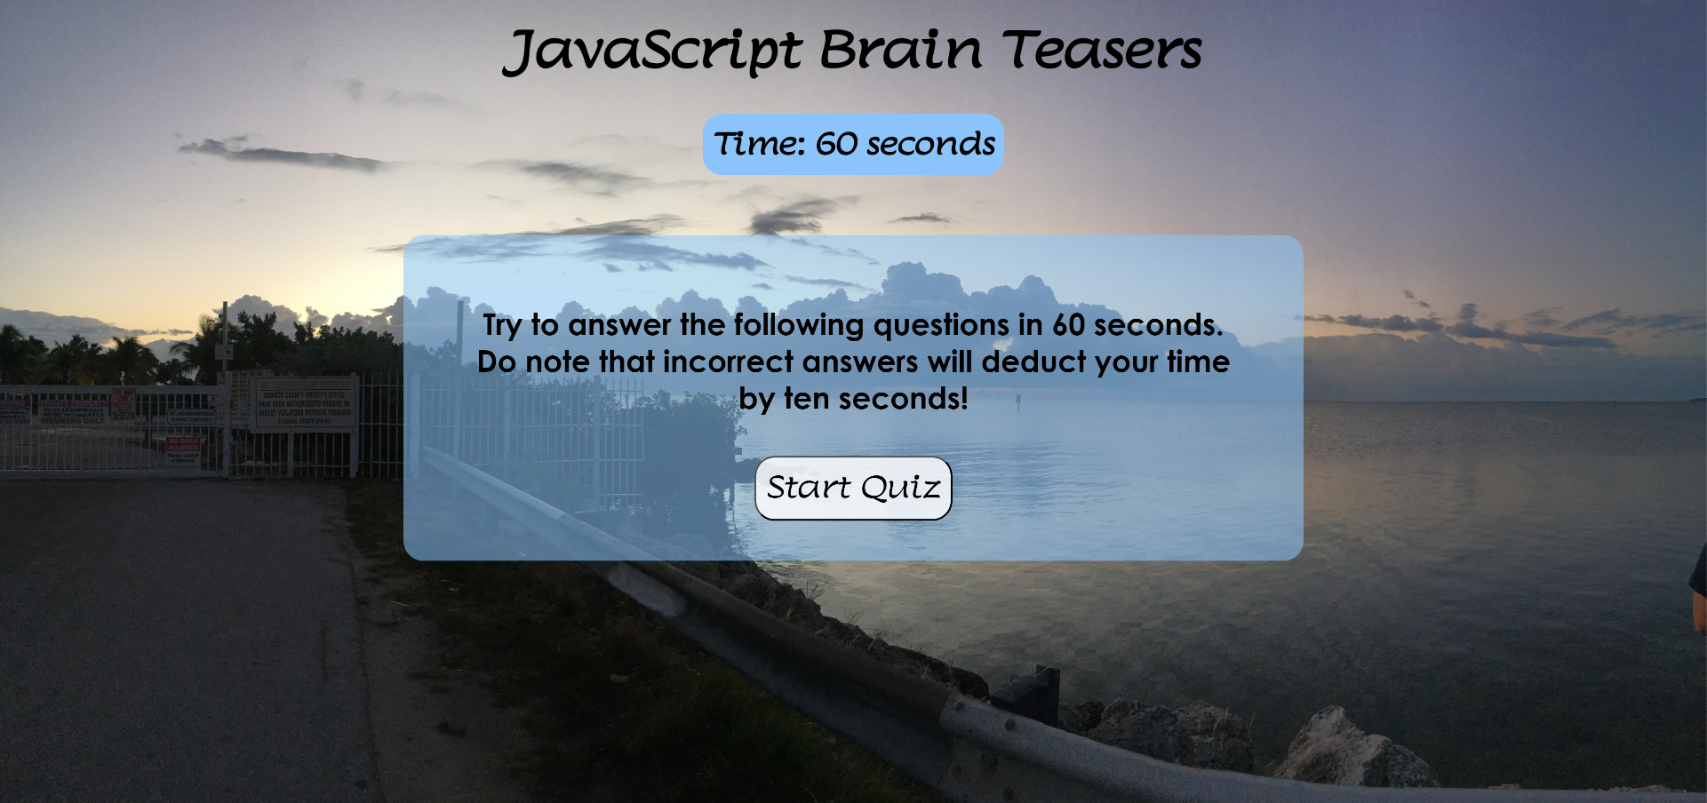 JavaScript Brain Teasers
Time: 60 seconds
Try to answer the following questions in 60 seconds.
Do note that incorrect answers will deduct your time
by ten seconds!
Start Quiz